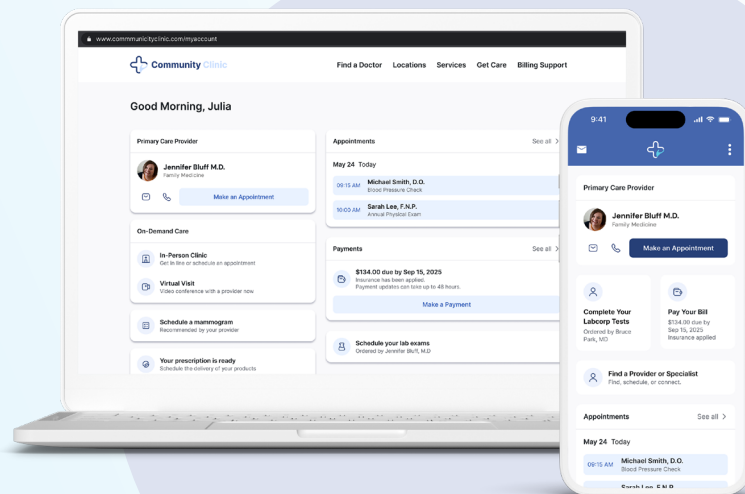 www.commmunicityclinic.com/myaccount
Community Clinic
Find a Doctor Locations Services Get Care Billing Support
Good Morning, Julia
Primary Care Provider
Jennifer Bluff M.D.
Family Medicine
Make an Appointment
On-Demand Care
In-Person Clinic
Get in line or schedule an appointment
Virtual Visit
Video conference with a provider now.
Schedule a mammogram
Recommended by your provider
Your prescription is ready
Schedule the delivery of your products
Appointments See all >
May 24 Today
09:15 AM Michael Smith, D.O.
Blood Pressure Check
10:00 AM Sarah Lee, F.N.P.
Annual Physical Exam
Payments See all >
$134.00 due by Sep 15, 2025
Insurance has been applied.
Payment updates can take up to 48 hours.
Make a Payment
Schedule your lab exams
Ordered by Jennifer Bluff, M.D
9:41
Primary Care Provider
Jennifer Bluff M.D.
Family Medicine
Make an Appointment
Complete Your
Labcorp Tests
Ordered by Bruce
Park, MD
Pay Your Bill
$134.00 due by
Sep 15, 2025
Insurance applied
Find a Provider or Specialist
Find, schedule, or connect.
Appointments See all >
May 24 Today
09:15 AM Michael Smith, D.O.
Blood Pressure Check
Sarah Lee, F.N.P.